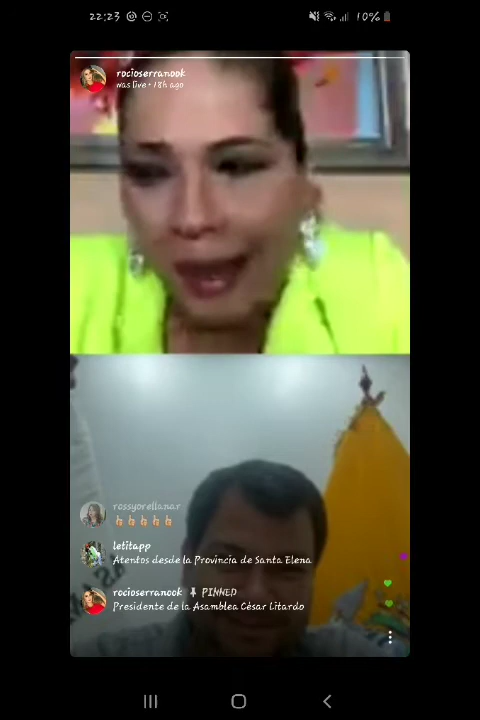 22:23
10%
rocioserranook
was live • 18h ago
rossyorellanar
letitapp
Atentos desde la Provincia de Santa Elena
rocioserranook PINNED
Presidente de la Asamblea César Litardo